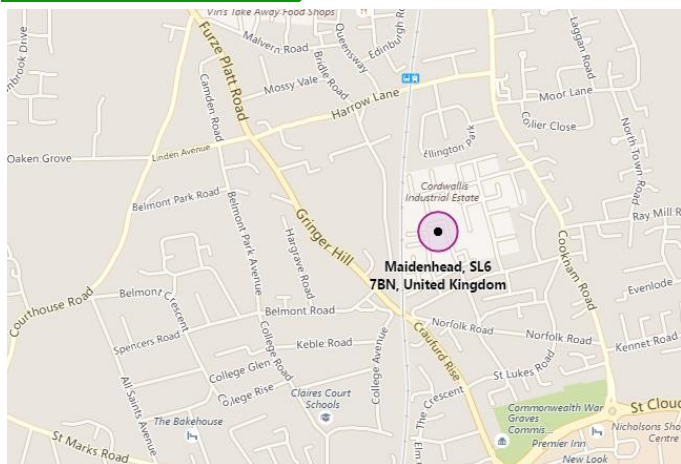 Vin's Take Away Food Shops
Malvern Road
Queensway
Edinburgh R
nbrook Drive
Furze Platt Road
Bridle Road
Laggan Road
Mossy Vale
Camden Road
Harrow Lane
Moor Lane
Collier Close
Ellington Park
North Town Road
Oaken Grove
Linden Avenue
Cordwallis
Industrial Estate
Belmont Park Road
Belmont Park Avenue
Gringer Hill
Ray Mill R
Hargrave Road
Cookham Road
Maidenhead, SL6
7BN, United Kingdom
Courthouse Road
Belmont Crescent
Evenlode
Belmont Road
Norfolk Road
Norfolk Road
Spencers Road
Keble Road
Craufurd Rise
Kennet Road
College Road
College Avenue
St Lukes Road
College Glen
All Saints Avenue
College Rise
Claires Court
Schools
The Crescent
Commonwealth War
Graves
Commis...
St Cloud
The Bakehouse
Nicholsons Sho
Centre
Premier Inn
St Marks Road
Elm
New Look